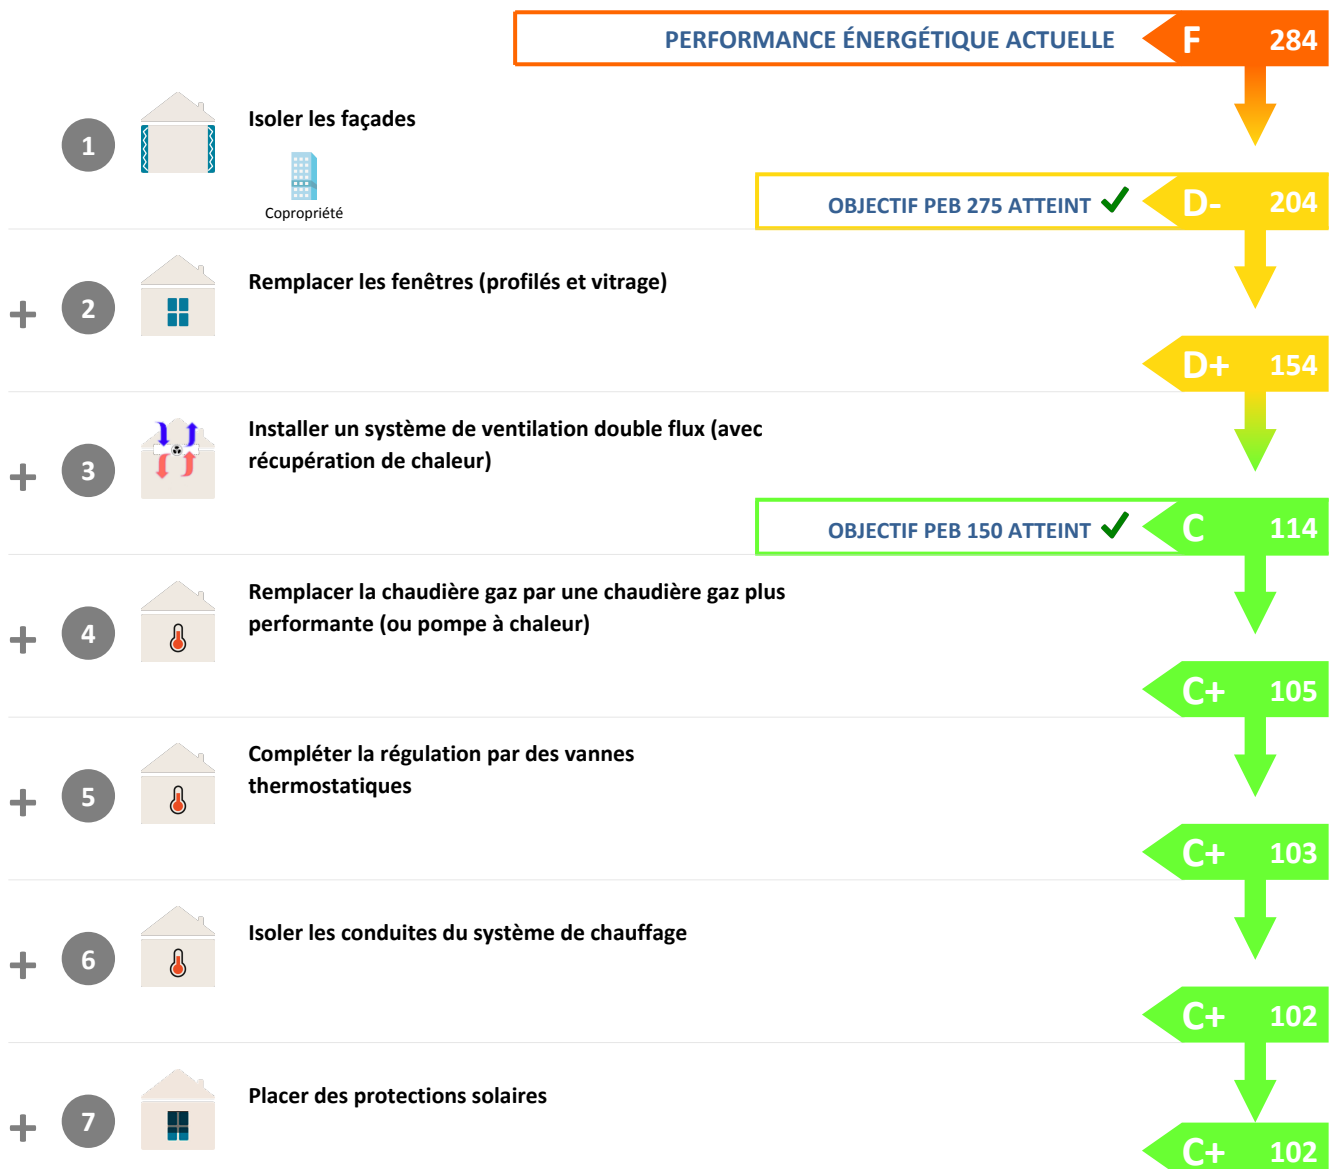 PERFORMANCE ÉNERGÉTIQUE ACTUELLE F 284
1 Isoler les façades
Copropriété
OBJECTIF PEB 275 ATTEINT D- 204
+ 2 Remplacer les fenêtres (profilés et vitrage)
D+ 154
+ 3 Installer un système de ventilation double flux (avec
récupération de chaleur)
OBJECTIF PEB 150 ATTEINT C 114
+ 4 Remplacer la chaudière gaz par une chaudière gaz plus
performante (ou pompe à chaleur)
C+ 105
+ 5 Compléter la régulation par des vannes
thermostatiques
C+ 103
+ 6 Isoler les conduites du système de chauffage
C+ 102
+ 7 Placer des protections solaires
C+ 102